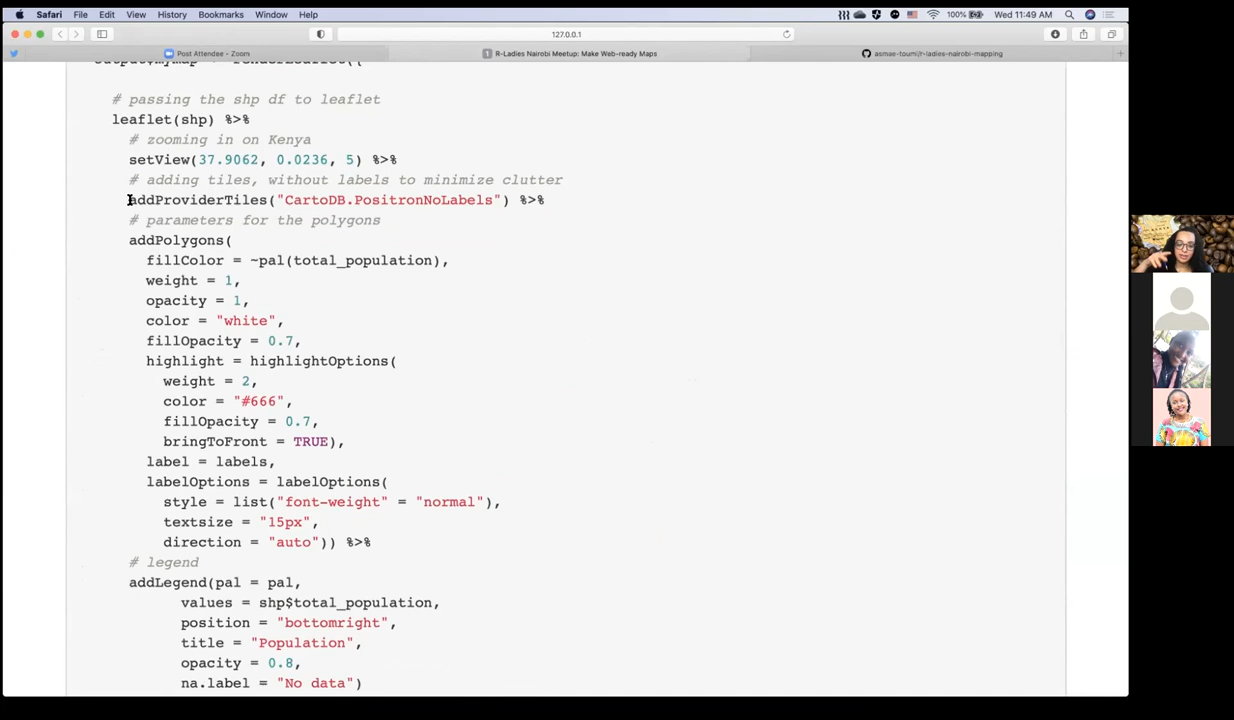 Safari File Edit View History Bookmarks Window Help 100% Wed 11:49 AM
127.0.0.1
Post Attendee - Zoom
1 R-Ladies Nairobi Meetup: Make Web-ready Maps
asmae-toumi/r-ladies-nairobi-mapping
output$mymap <- renderLeaflet({
# passing the shp df to leaflet
leaflet(shp) %>%
# zooming in on Kenya
setView(37.9062, 0.0236, 5) %>%
# adding tiles, without labels to minimize clutter
addProviderTiles("CartoDB.PositronNoLabels") %>%
# parameters for the polygons
addPolygons(
fillColor = ~pal(total_population),
weight = 1,
opacity = 1,
color = "white",
fillOpacity = 0.7,
highlight = highlightOptions(
weight = 2,
color = "#666",
fillOpacity = 0.7,
bringToFront = TRUE),
label = labels,
labelOptions = labelOptions(
style = list("font-weight" = "normal"),
textsize = "15px",
direction = "auto")) %>%
# legend
addLegend(pal = pal,
values = shp$total_population,
position = "bottomright",
title = "Population",
opacity = 0.8,
na.label = "No data")